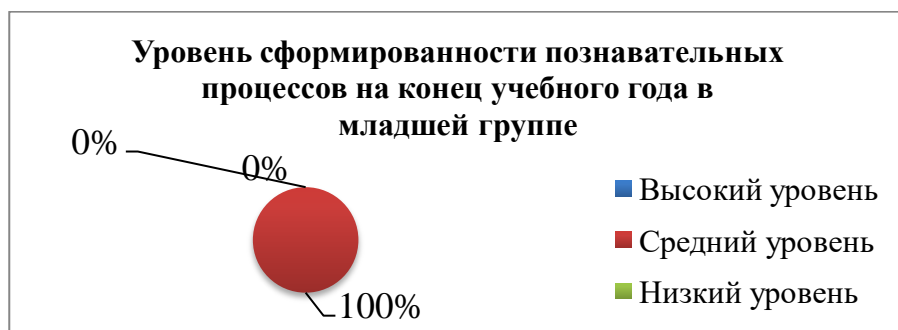 Уровень сформированности познавательных
процессов на конец учебного года в
младшей группе
0%
0%
100%
Высокий уровень
Средний уровень
Низкий уровень